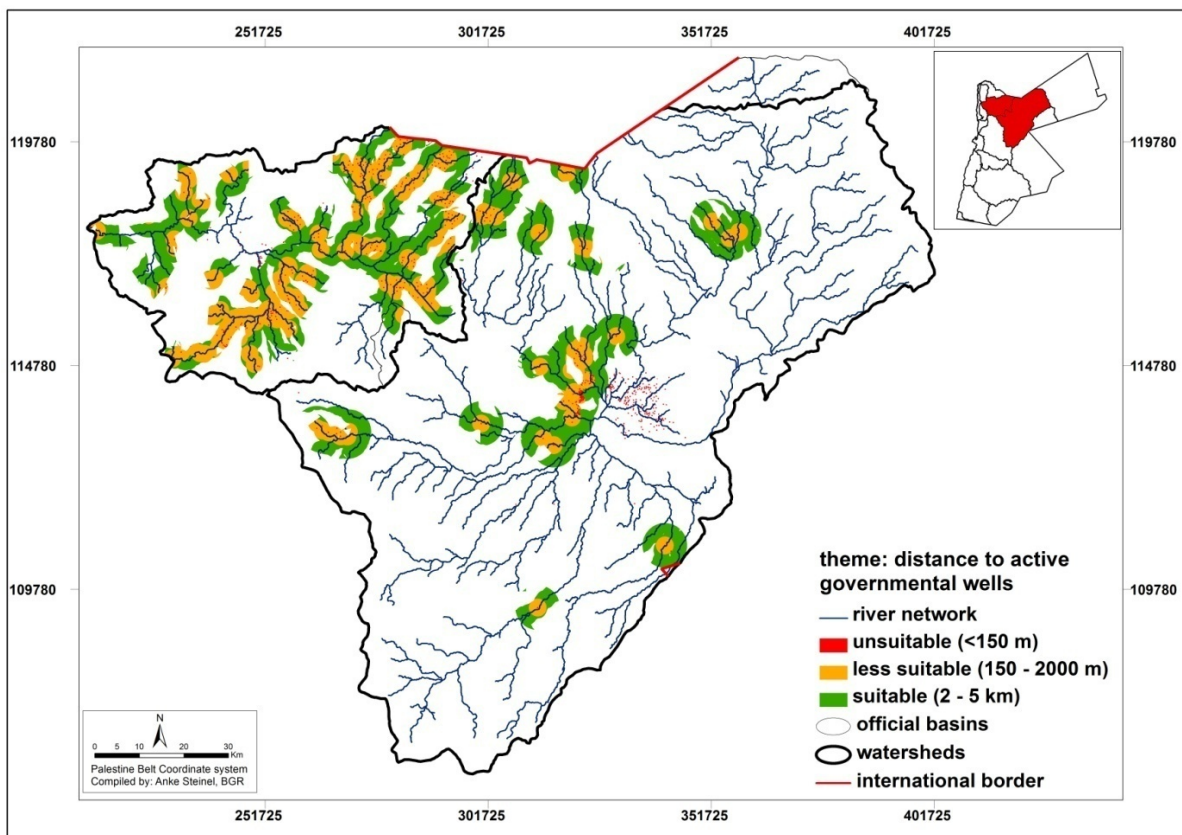 251725 301725 351725 401725
119780 119780
114780 114780
109780 109780
theme: distance to active
governmental wells
river network
unsuitable (<150 m)
less suitable (150 - 2000 m)
suitable (2 - 5 km)
official basins
watersheds
international border
N
0 5 10 20 30
Km
Palestine Belt Coordinate system
Compiled by: Anke Steinel, BGR
251725 301725 351725 401725